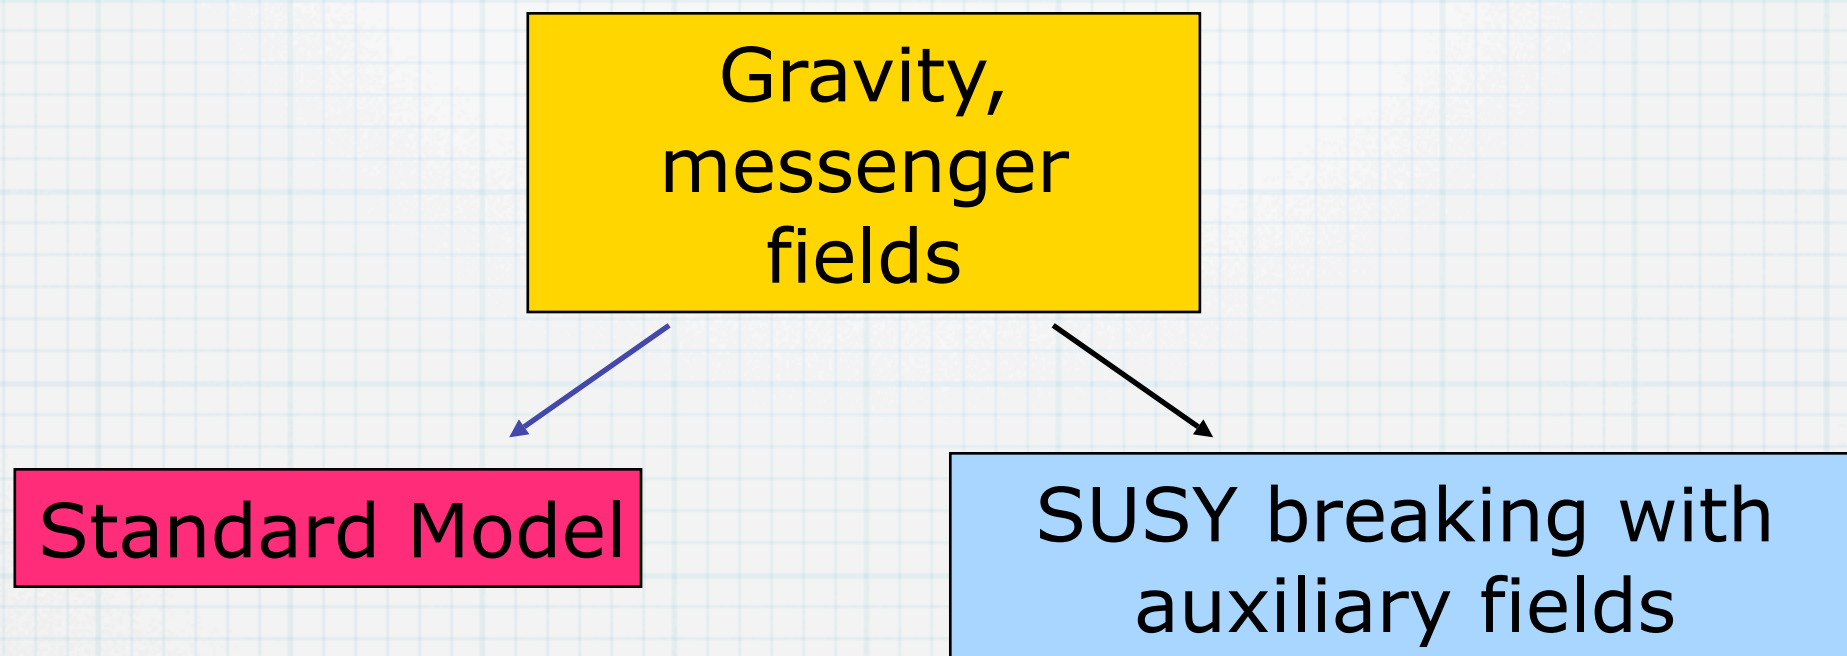 Gravity,
messenger
fields
Standard Model
SUSY breaking with
auxiliary fields